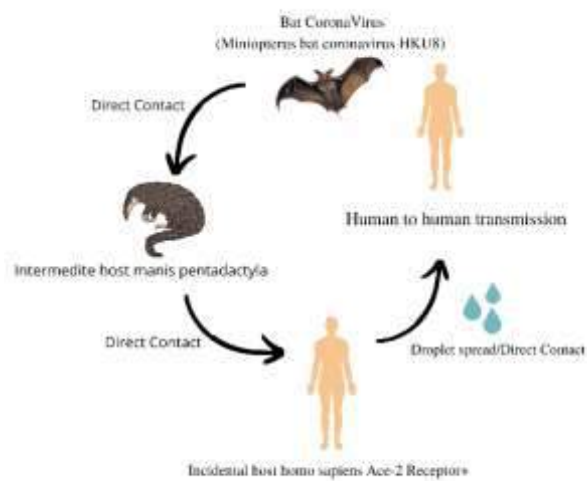 Bat CoronaVirus
(Miniopterus bat coronavirus HKU8)
Direct Contact
Intermedite host manis pentadactyla
Direct Contact
Incidental host homo sapiens Ace-2 Receptor+
Droplet spread/Direct Contact
Human to human transmission